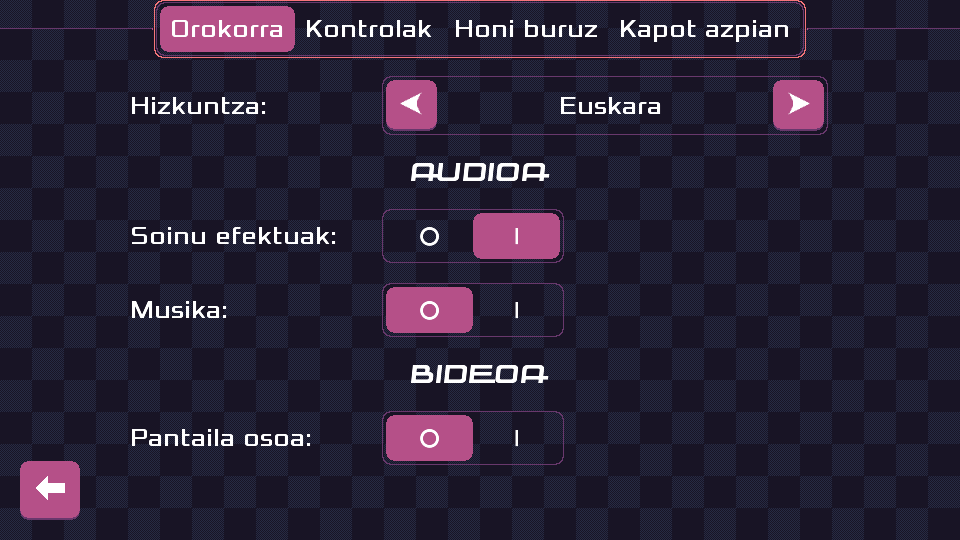 Orokorra Kontrolak Honi buruz Kapot azpian
Hizkuntza: Euskara
AUDIOA
Soinu efektuak: O I
Musika: O I
BIDEOA
Pantaila osoa: O I